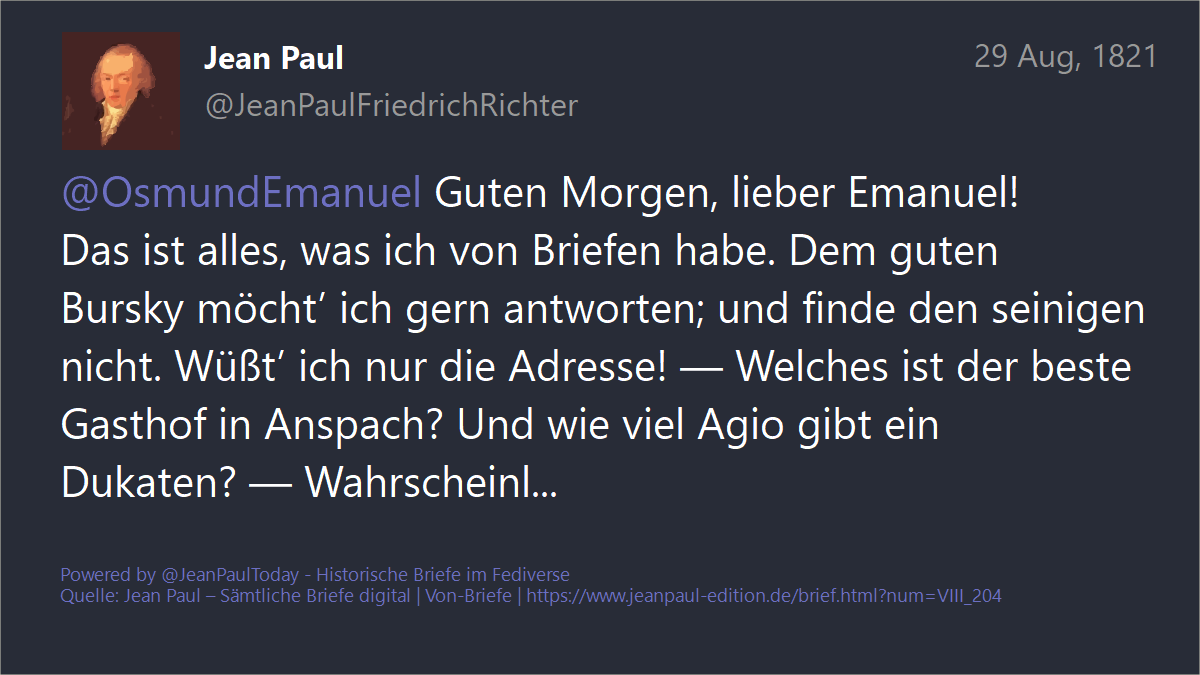 Jean Paul
29 Aug, 1821
@JeanPaulFriedrichRichter
@OsmundEmanuel Guten Morgen, lieber Emanuel!
Das ist alles, was ich von Briefen habe. Dem guten
Bursky möcht’ ich gern antworten; und finde den seinigen
nicht. Wüßt’ ich nur die Adresse! — Welches ist der beste
Gasthof in Anspach? Und wie viel Agio gibt ein
Dukaten? — Wahrscheinl...
Powered by @JeanPaulToday - Historische Briefe im Fediverse
Quelle: Jean Paul – Sämtliche Briefe digital | Von-Briefe | https://www.jeanpaul-edition.de/brief.html?num=VIII_204